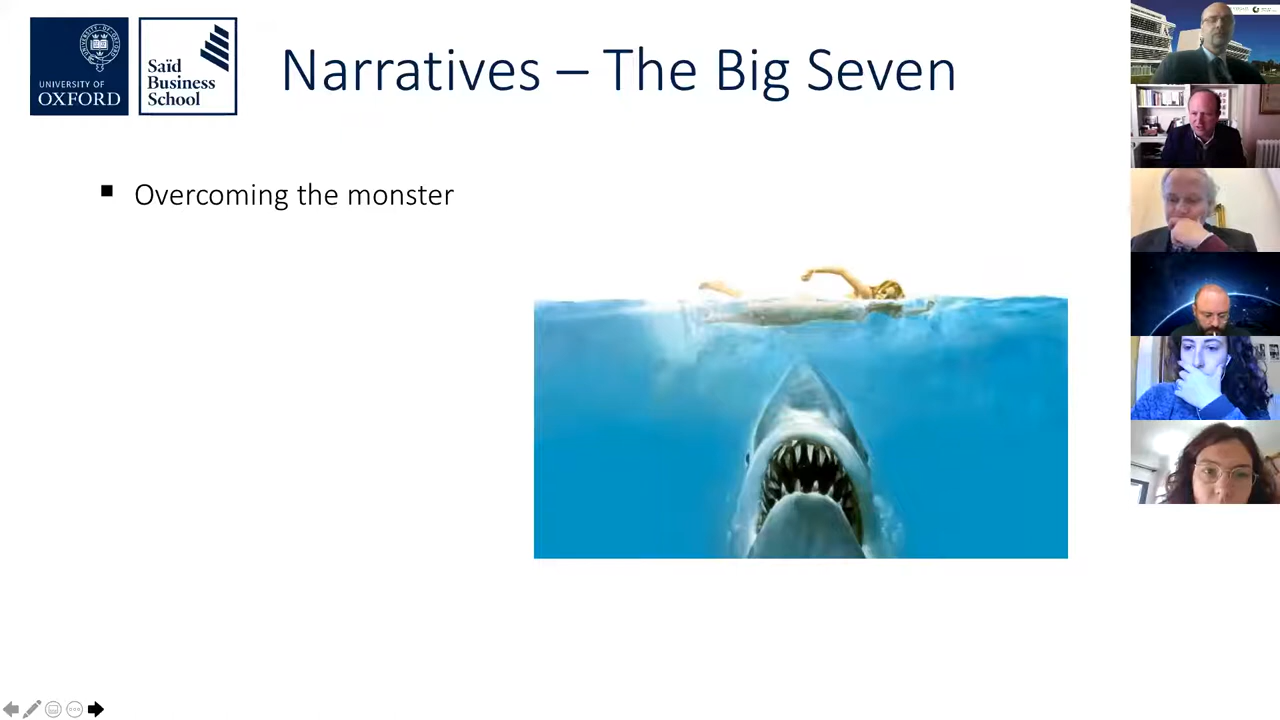 UNIVERSITY OF
OXFORD
Saïd
Business
School
Narratives – The Big Seven
▪ Overcoming the monster